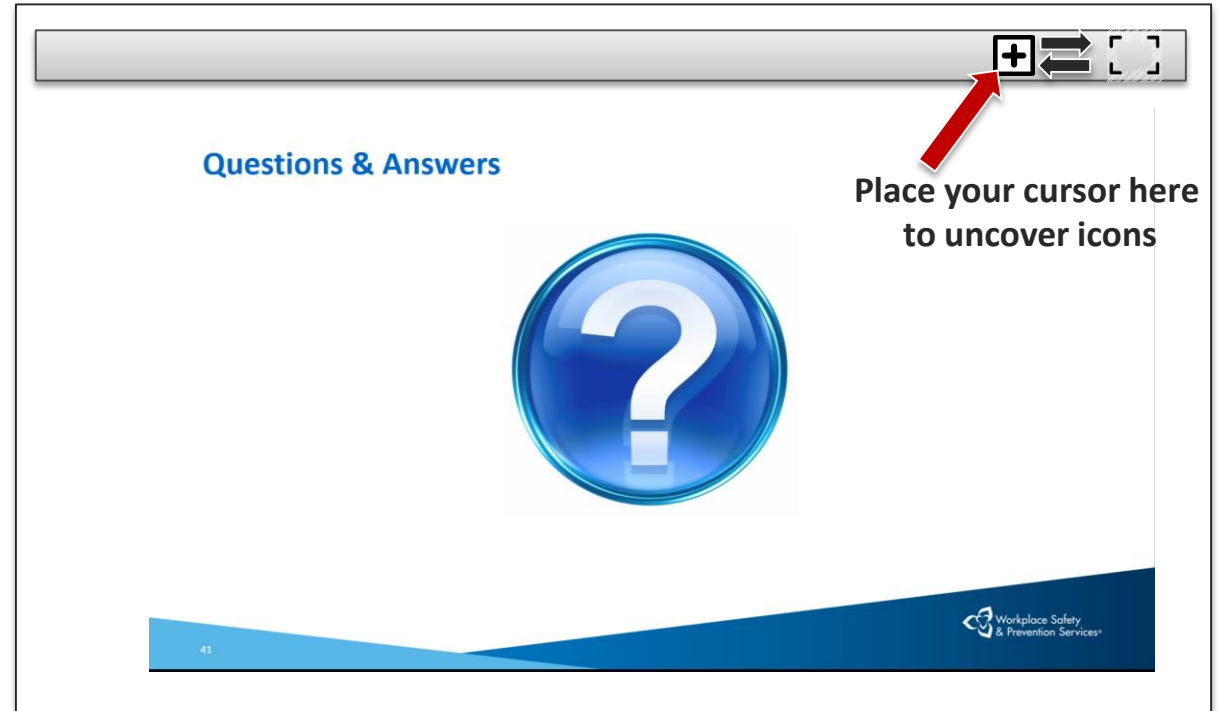 Questions & Answers
Place your cursor here
to uncover icons
?
41
Workplace Safety
& Prevention Services®